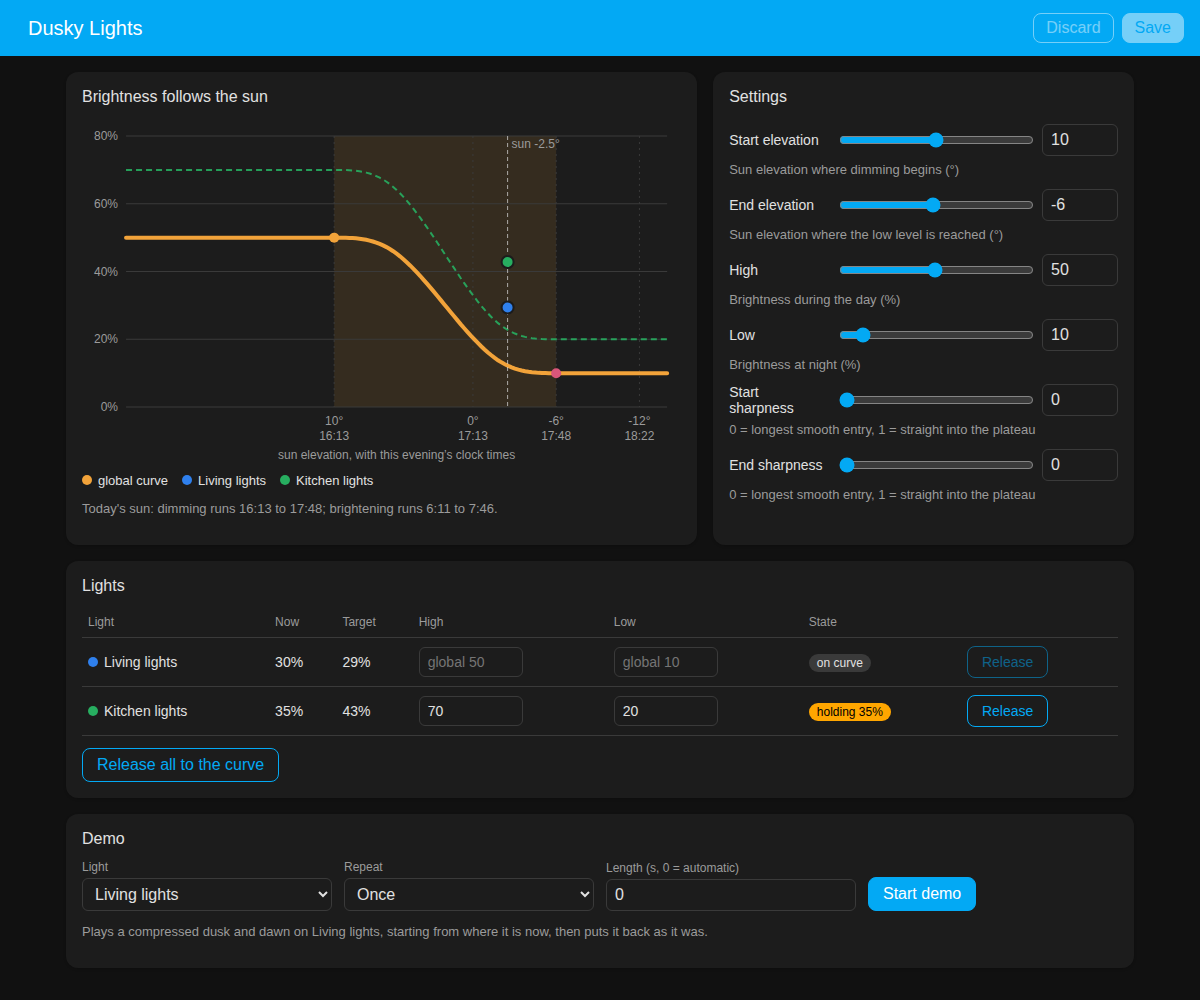 Dusky Lights
Discard
Save
Brightness follows the sun
80%
60%
40%
20%
0%
sun -2.5°
10°
16:13
0°
17:13
-6°
17:48
-12°
18:22
sun elevation, with this evening's clock times
global curve
Living lights
Kitchen lights
Today's sun: dimming runs 16:13 to 17:48; brightening runs 6:11 to 7:46.
Settings
Start elevation
10
Sun elevation where dimming begins (°)
End elevation
-6
Sun elevation where the low level is reached (°)
High
50
Brightness during the day (%)
Low
10
Brightness at night (%)
Start
sharpness
0
0 = longest smooth entry, 1 = straight into the plateau
End sharpness
0
0 = longest smooth entry, 1 = straight into the plateau
Lights
Light Now Target High Low State
Living lights 30% 29% global 50 global 10 on curve Release
Kitchen lights 35% 43% 70 20 holding 35% Release
Release all to the curve
Demo
Light
Living lights
Repeat
Once
Length (s, 0 = automatic)
0
Start demo
Plays a compressed dusk and dawn on Living lights, starting from where it is now, then puts it back as it was.